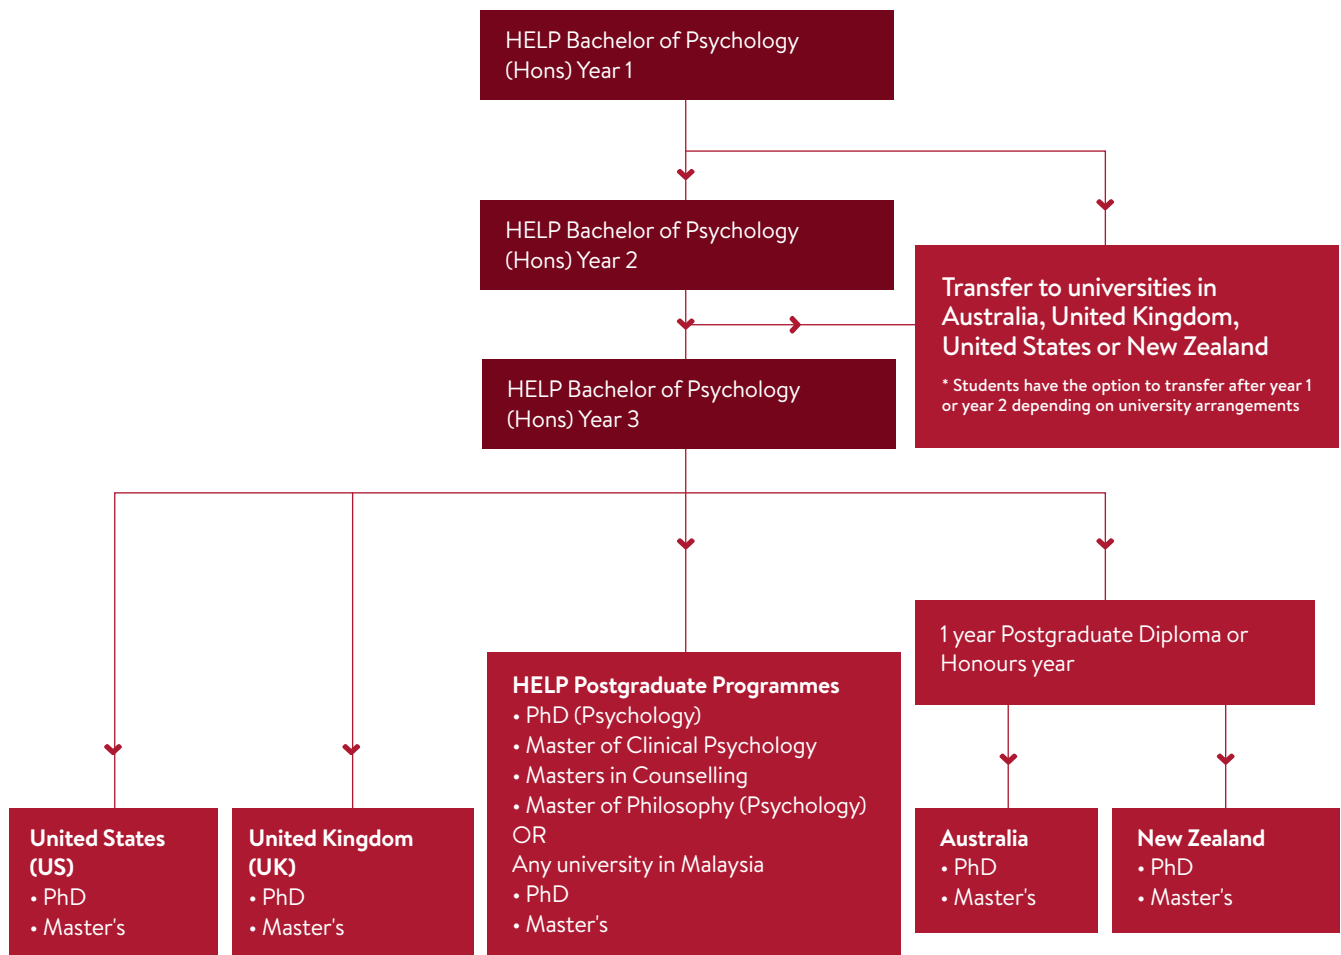 HELP Bachelor of Psychology
(Hons) Year 1
HELP Bachelor of Psychology
(Hons) Year 2
Transfer to universities in
Australia, United Kingdom,
United States or New Zealand
* Students have the option to transfer after year 1
or year 2 depending on university arrangements
HELP Bachelor of Psychology
(Hons) Year 3
1 year Postgraduate Diploma or
Honours year
HELP Postgraduate Programmes
• PhD (Psychology)
• Master of Clinical Psychology
• Masters in Counselling
• Master of Philosophy (Psychology)
OR
Any university in Malaysia
• PhD
• Master's
United States
(US)
• PhD
• Master's
United Kingdom
(UK)
• PhD
• Master's
Australia
• PhD
• Master's
New Zealand
• PhD
• Master's